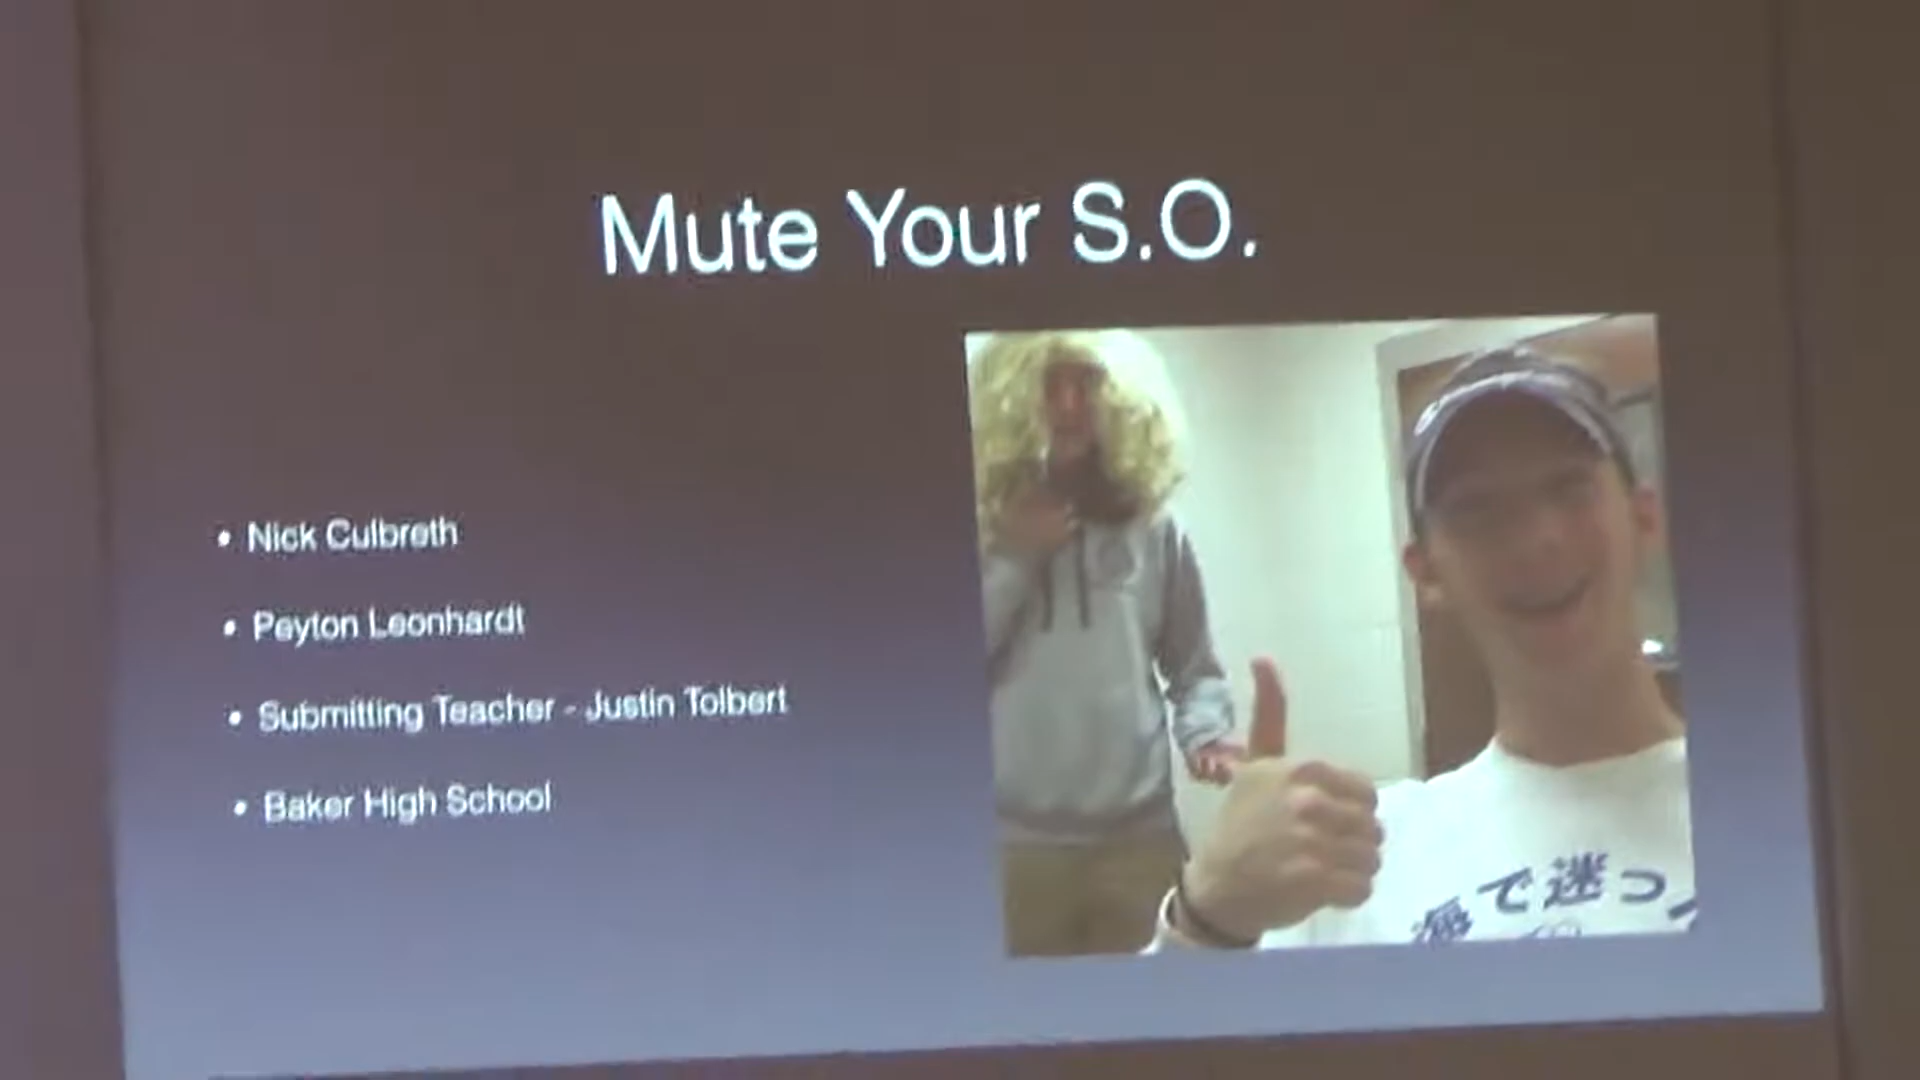 Mute Your S.O.
• Nick Culbreth
• Peyton Leonhardt
• Submitting Teacher - Justin Tolbert
• Baker High School
で迷っ